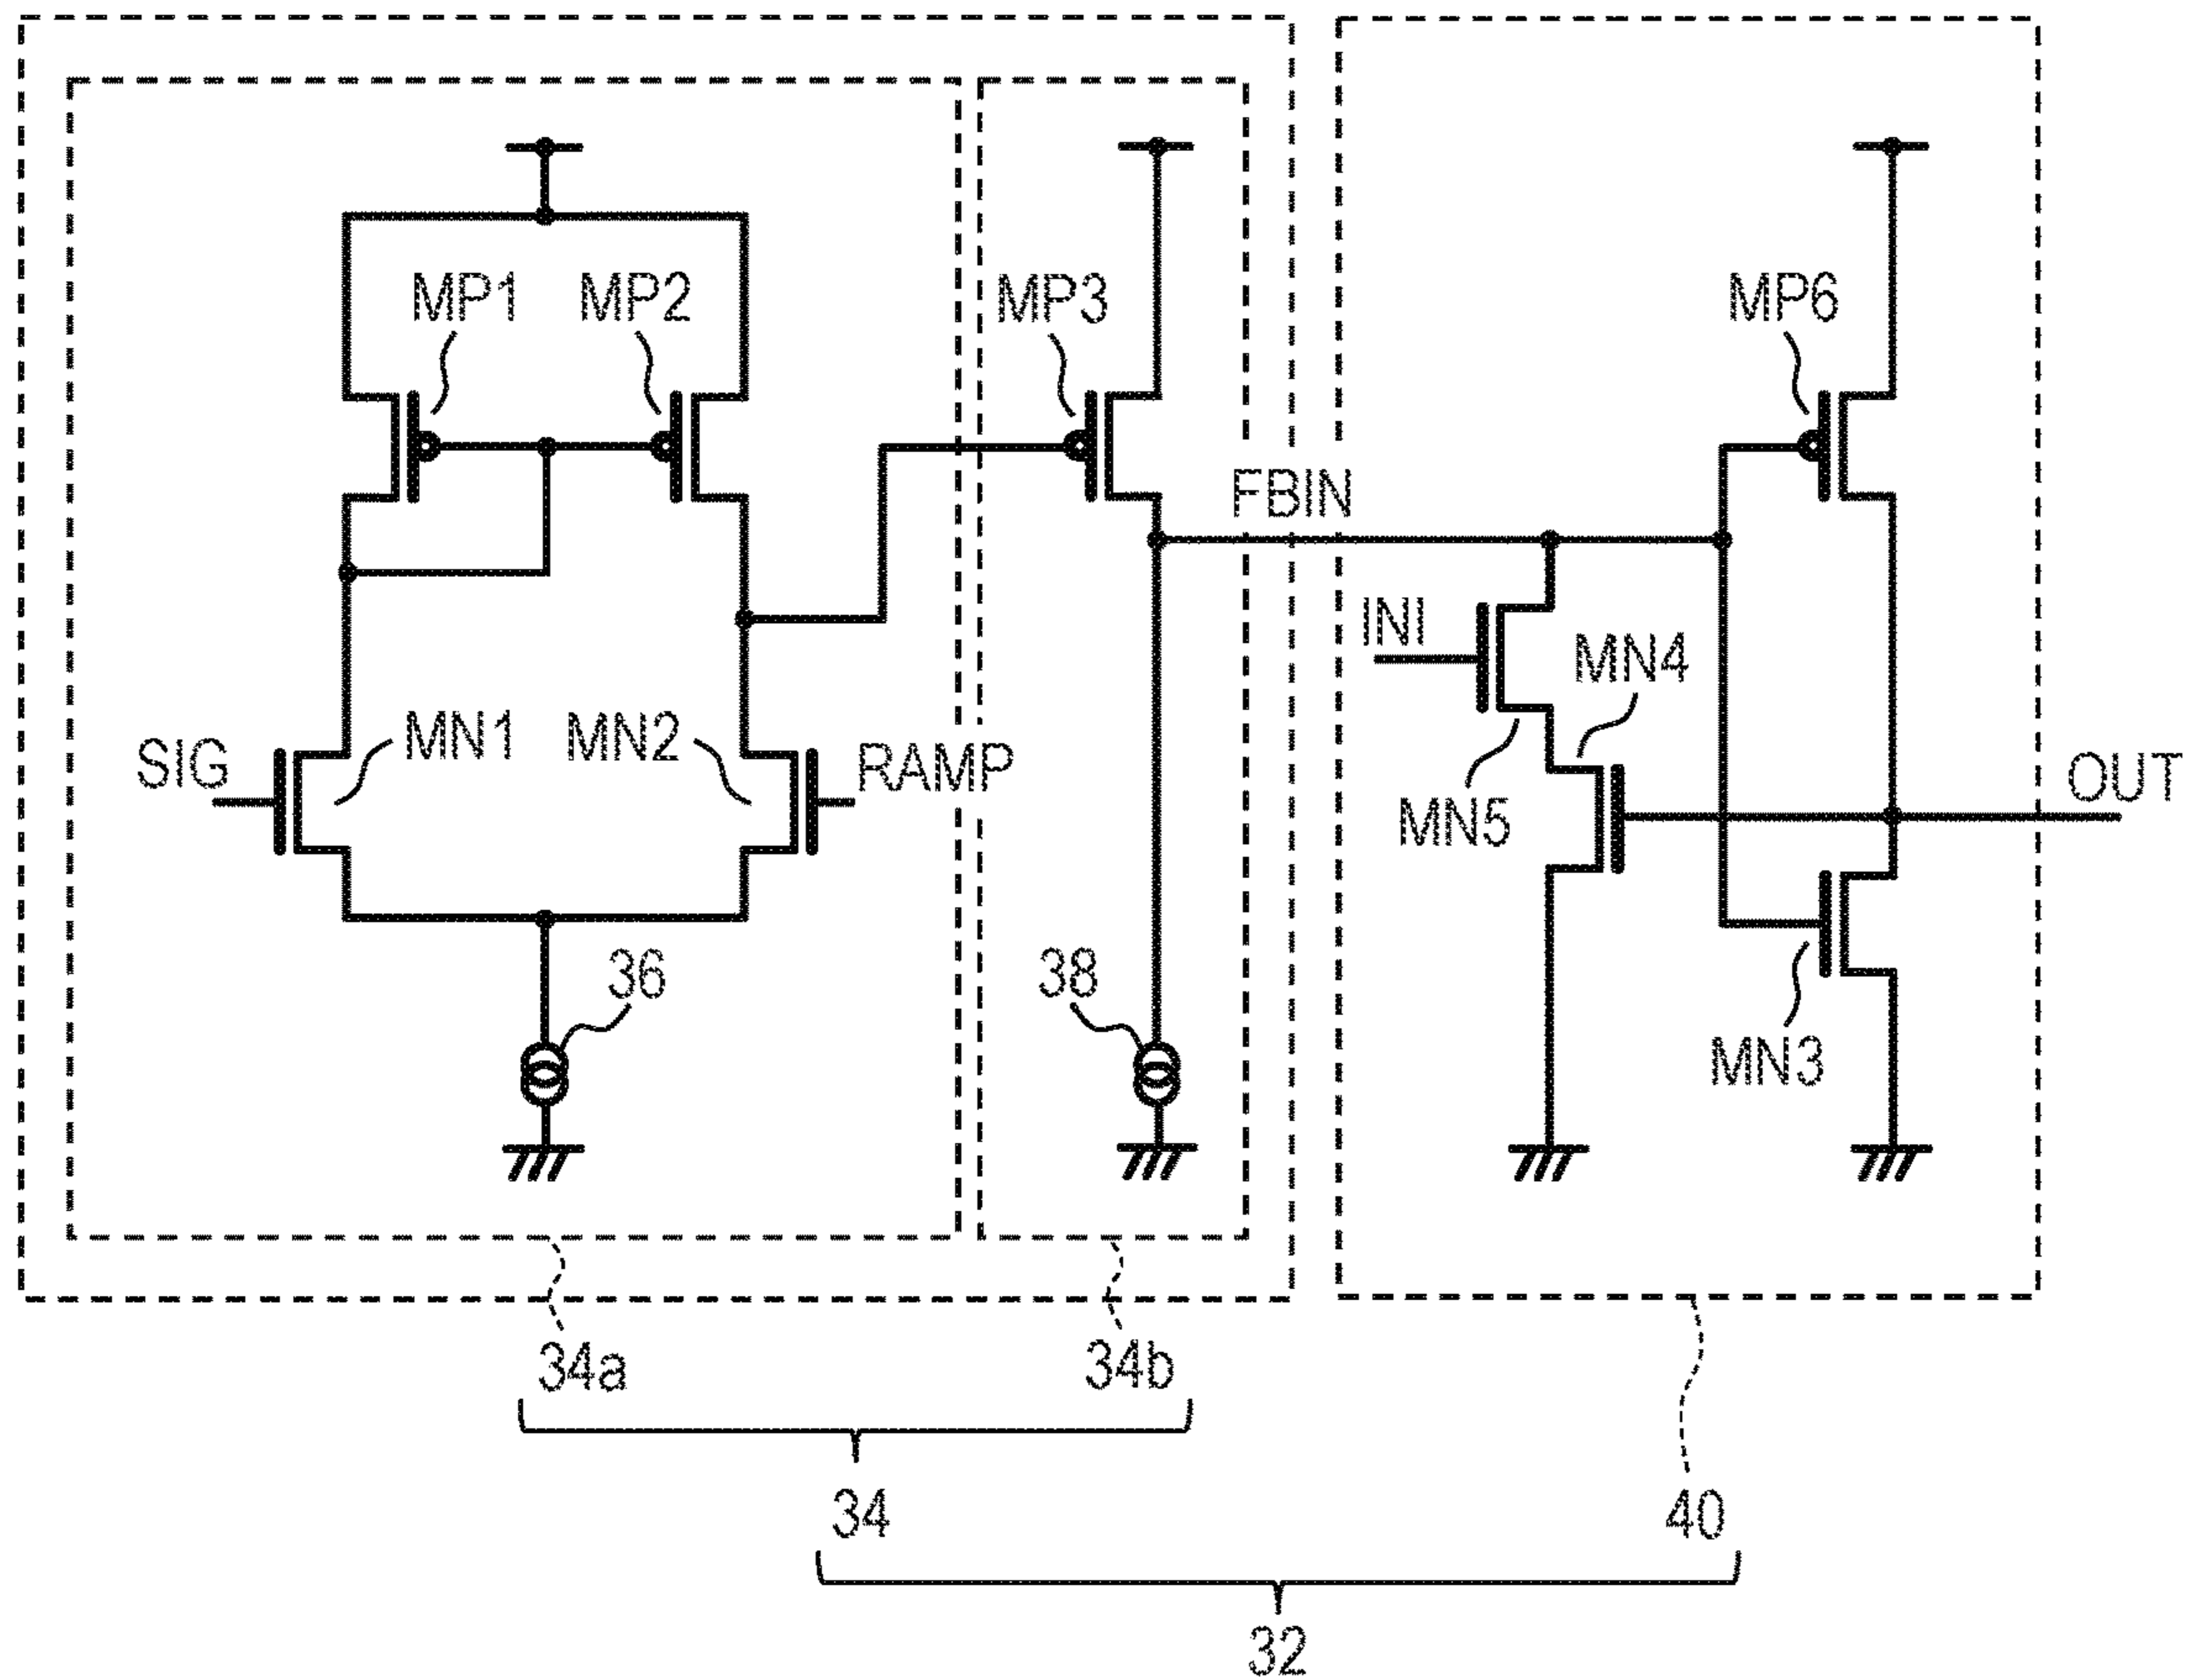 MP1
MP2
MP3
MP6
FBIN
INI
MN4
SIG
MN1
MN2
RAMP
MN5
OUT
36
38
MN3
34a
34b
34
40
32